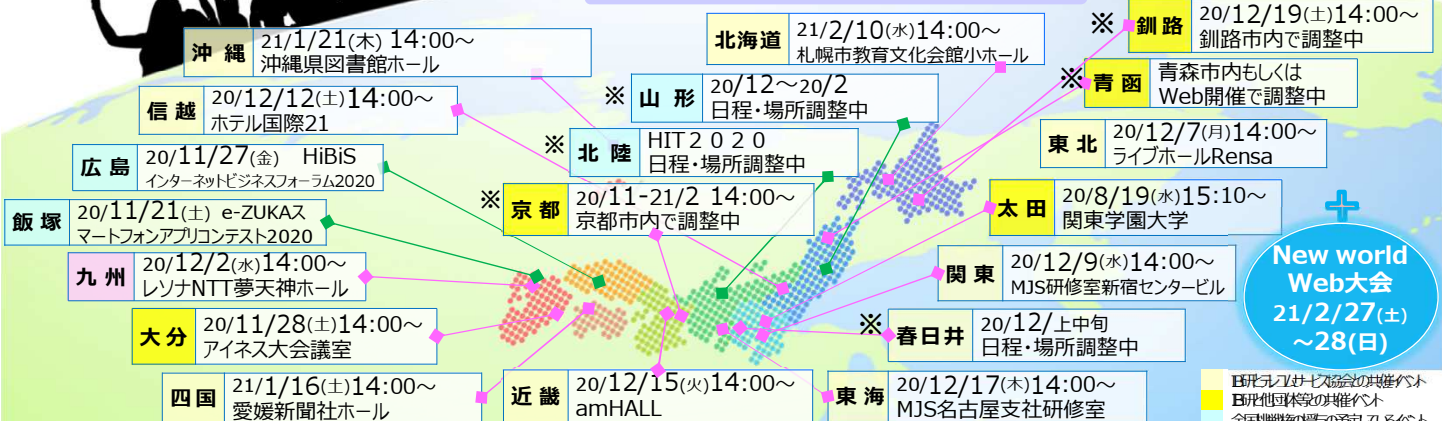 沖縄
21/1/21(木) 14:00～
沖縄県図書館ホール
北海道
21/2/10(水)14:00～
札幌市教育文化会館小ホール
※
釧路
20/12/19(土)14:00～
釧路市内で調整中
信越
20/12/12(土)14:00～
ホテル国際21
※
山形
20/12～20/2
日程・場所調整中
※
青函
青森市内もしくは
Web開催で調整中
広島
20/11/27(金) HiBiS
インターネットビジネスフォーラム2020
※
北陸
HIT２０２０
日程・場所調整中
東北
20/12/7(月)14:00～
ライブホールRensa
飯塚
20/11/21(土) e-ZUKAス
マートフォンアプリコンテスト2020
※
京都
20/11-21/2 14:00～
京都市内で調整中
太田
20/8/19(水)15:10～
関東学園大学
九州
20/12/2(水)14:00～
レソナNTT夢天神ホール
関東
20/12/9(水)14:00～
MJS研修室新宿センタービル
New world
Web大会
21/2/27(土)
～28(日)
大分
20/11/28(土)14:00～
アイネス大会議室
※
春日井
20/12/上中旬
日程・場所調整中
四国
21/1/16(土)14:00～
愛媛新聞社ホール
近畿
20/12/15(火)14:00～
amHALL
東海
20/12/17(木)14:00～
MJS名古屋支社研修室